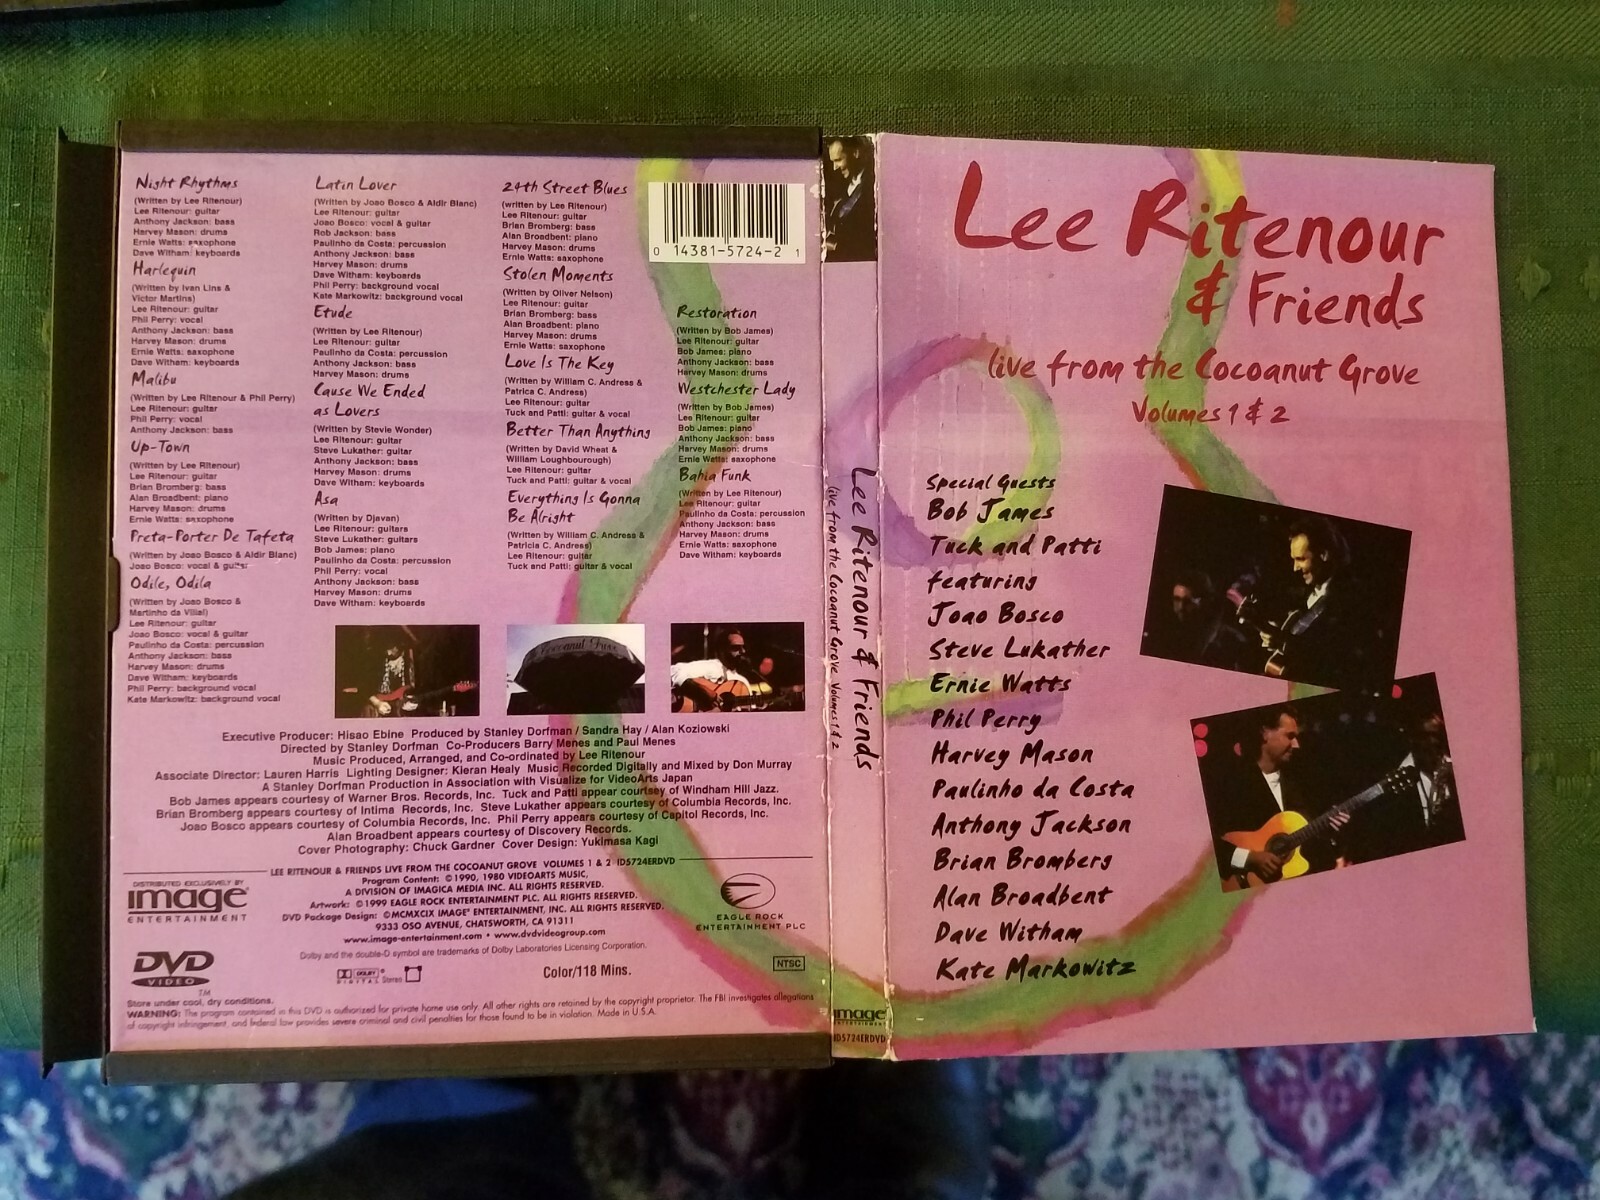 Night Rhythms
(Written by Lee Ritenour)
Lee Ritenour: guitar
Anthony Jackson: bass
Harvey Mason: drums
Ernie Watts: saxophone
Dave Witham: keyboards
Harlequin
(Written by Ivan Lins &
Victor Martins)
Lee Ritenour: guitar
Phil Perry: vocal
Anthony Jackson: bass
Harvey Mason: drums
Ernie Watts: saxophone
Dave Witham: keyboards
Malibu
(Written by Lee Ritenour & Phil Perry)
Lee Ritenour: guitar
Phil Perry: vocal
Anthony Jackson: bass
Up-Town
(Written by Lee Ritenour)
Lee Ritenour: guitar
Brian Bromberg: bass
Alan Broadbent: piano
Harvey Mason: drums
Ernie Watts: saxophone
Preta-Porter De Tafeta
(Written by Joao Bosco & Aldir Blanc)
Joao Bosco: vocal & guitar
Odile, Odila
(Written by Joao Bosco &
Martinho da Villa)
Lee Ritenour: guitar
Joao Bosco: vocal & guitar
Paulinho da Costa: percussion
Anthony Jackson: bass
Harvey Mason: drums
Dave Witham: keyboards
Phil Perry: background vocal
Kate Markowitz: background vocal
Latin Lover
(Written by Joao Bosco & Aldir Blanc)
Lee Ritenour: guitar
Joao Bosco: vocal & guitar
Rob Jackson: bass
Paulinho da Costa: percussion
Anthony Jackson: bass
Harvey Mason: drums
Dave Witham: keyboards
Phil Perry: background vocal
Kate Markowitz: background vocal
Etude
(Written by Lee Ritenour)
Lee Ritenour: guitar
Paulinho da Costa: percussion
Anthony Jackson: bass
Harvey Mason: drums
Cause We Ended
as Lovers
(Written by Stevie Wonder)
Lee Ritenour: guitar
Steve Lukather: guitar
Anthony Jackson: bass
Harvey Mason: drums
Dave Witham: keyboards
Asa
(Written by Djavan)
Lee Ritenour: guitars
Steve Lukather: guitars
Bob James: piano
Paulinho da Costa: percussion
Phil Perry: vocal
Anthony Jackson: bass
Harvey Mason: drums
Dave Witham: keyboards
24th Street Blues
(written by Lee Ritenour)
Lee Ritenour: guitar
Brian Bromberg: bass
Alan Broadbent: piano
Harvey Mason: drums
Ernie Watts: saxophone
Stolen Moments
(Written by Oliver Nelson)
Lee Ritenour: guitar
Brian Bromberg: bass
Alan Broadbent: piano
Harvey Mason: drums
Ernie Watts: saxophone
Love Is The Key
(Written by William C. Andress &
Patrica C. Andress)
Lee Ritenour: guitar
Tuck and Patti: guitar & vocal
Better Than Anything
(Written by David Wheat &
William Loughbourough)
Lee Ritenour: guitar
Tuck and Patti: guitar & vocal
Everything Is Gonna
Be Alright
(Written by William C. Andress &
Patricia C. Andress)
Lee Ritenour: guitar
Tuck and Patti: guitar & vocal
0 14381-5724-2 1
Restoration
(Written by Bob James)
Lee Ritenour: guitar
Bob James: piano
Anthony Jackson: bass
Harvey Mason: drums
Westchester Lady
(Written by Bob James)
Lee Ritenour: guitar
Bob James: piano
Anthony Jackson: bass
Harvey Mason: drums
Ernie Watts: saxophone
Bahia Funk
(Written by Lee Ritenour)
Lee Ritenour: guitar
Paulinho da Costa: percussion
Anthony Jackson: bass
Harvey Mason: drums
Ernie Watts: saxophone
Dave Witham: keyboards
Executive Producer: Hisao Ebine Produced by Stanley Dorfman / Sandra Hay / Alan Koziowski
Directed by Stanley Dorfman Co-Producers Barry Menes and Paul Menes
Music Produced, Arranged, and Co-ordinated by Lee Ritenour
Associate Director: Lauren Harris Lighting Designer: Kieran Healy Music Recorded Digitally and Mixed by Don Murray
A Stanley Dorfman Production in Association with Visualize for VideoArts Japan
Bob James appears courtesy of Warner Bros. Records, Inc. Tuck and Patti appear courtsey of Windham Hill Jazz.
Brian Bromberg appears courtesy of Intima Records, Inc. Steve Lukather appears courtesy of Columbia Records, Inc.
Joao Bosco appears courtesy of Columbia Records, Inc. Phil Perry appears courtesy of Capitol Records, Inc.
Alan Broadbent appears courtesy of Discovery Records.
Cover Photography: Chuck Gardner Cover Design: Yukimasa Kagi
LEE RITENOUR & FRIENDS LIVE FROM THE COCOANUT GROVE VOLUMES 1 & 2 ID5724ERDVD
Program Content: ©1990, 1980 VIDEOARTS MUSIC,
A DIVISION OF IMAGICA MEDIA INC. ALL RIGHTS RESERVED.
Artwork: ©1999 EAGLE ROCK ENTERTAINMENT PLC. ALL RIGHTS RESERVED.
DVD Package Design: ©MCMXCIX IMAGE® ENTERTAINMENT, INC. ALL RIGHTS RESERVED.
9333 OSO AVENUE, CHATSWORTH, CA 91311
www.image-entertainment.com • www.dvdvideogroup.com
Dolby and the double-D symbol are trademarks of Dolby Laboratories Licensing Corporation.
DISTRIBUTED EXCLUSIVELY BY
image®
ENTERTAINMENT
EAGLE ROCK
ENTERTAINMENT PLC
DVD
VIDEO
TM
DOLBY
DIGITAL Stereo
Color/118 Mins.
NTSC
Store under cool, dry conditions.
WARNING: The program contained in this DVD is authorized for private home use only. All other rights are retained by the copyright proprietor. The FBI investigates allegations
of copyright infringement, and federal law provides severe criminal and civil penalties for those found to be in violation. Made in U.S.A.
Lee Ritenour & Friends
live from the Cocoanut Grove Volumes 1 & 2
image
ENTERTAINMENT
ID5724ERDVD
Lee Ritenour
& Friends
live from the Cocoanut Grove
Volumes 1 & 2
Special Guests
Bob James
Tuck and Patti
featuring
Joao Bosco
Steve Lukather
Ernie Watts
Phil Perry
Harvey Mason
Paulinho da Costa
Anthony Jackson
Brian Bromberg
Alan Broadbent
Dave Witham
Kate Markowitz